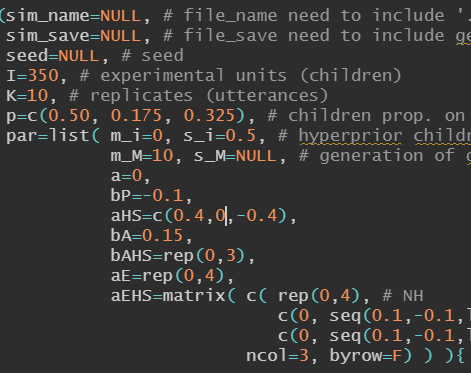 (sim_name=NULL, # file_name need to include '.
sim_save=NULL, # file_save need to include ge
seed=NULL, # seed
I=350, # experimental units (children)
K=10, # replicates (utterances)
p=c(0.50, 0.175, 0.325), # children prop. on
par=list( m_i=0, s_i=0.5, # hyperprior childr
m_M=10, s_M=NULL, # generation of g
a=0,
bP=-0.1,
aHS=c(0.4,0,-0.4),
bA=0.15,
bAHS=rep(0,3),
aE=rep(0,4),
aEHS=matrix( c( rep(0,4), # NH
c(0, seq(0.1,-0.1,l
c(0, seq(0.1,-0.1,l
ncol=3, byrow=F) ) ){